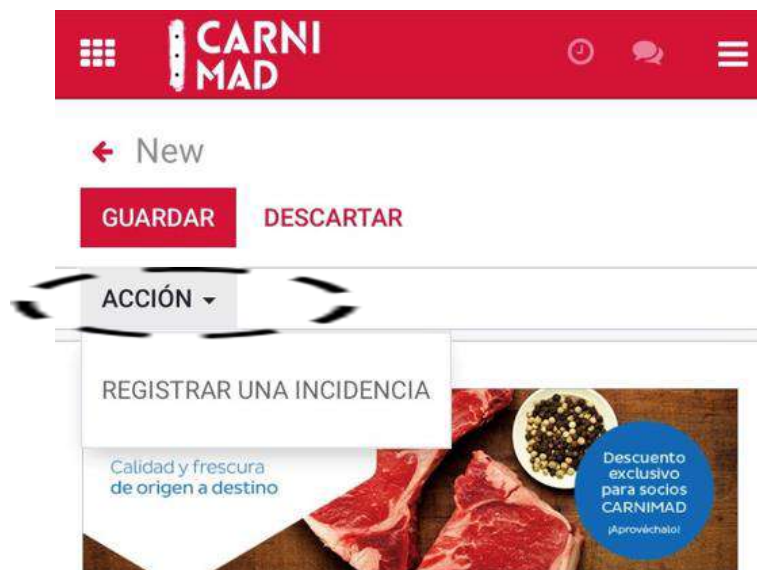 CARNI
MAD
New
GUARDAR DESCARTAR
ACCIÓN
REGISTRAR UNA INCIDENCIA
Calidad y frescura
de origen a destino
Descuento
exclusivo
para socios
CARNIMAD
¡Aprovéchalo!